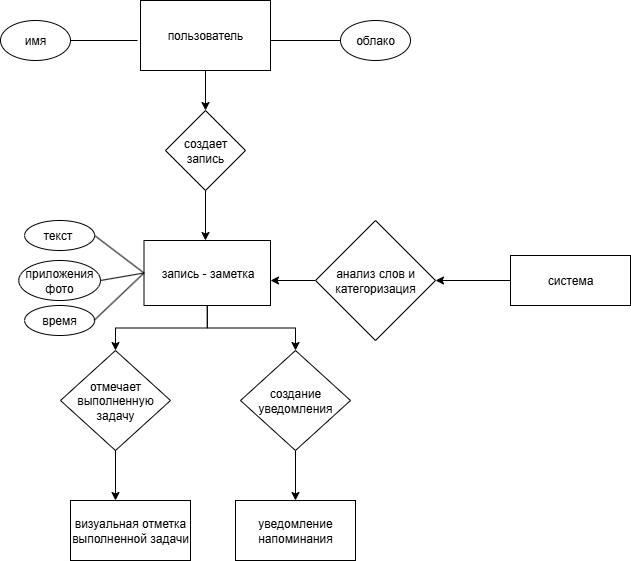 имя
пользователь
облако
создает
запись
текст
приложения
фото
время
запись - заметка
анализ слов и
категоризация
система
отмечает
выполненную
задачу
создание
уведомления
визуальная отметка
выполненной задачи
уведомление
напоминания